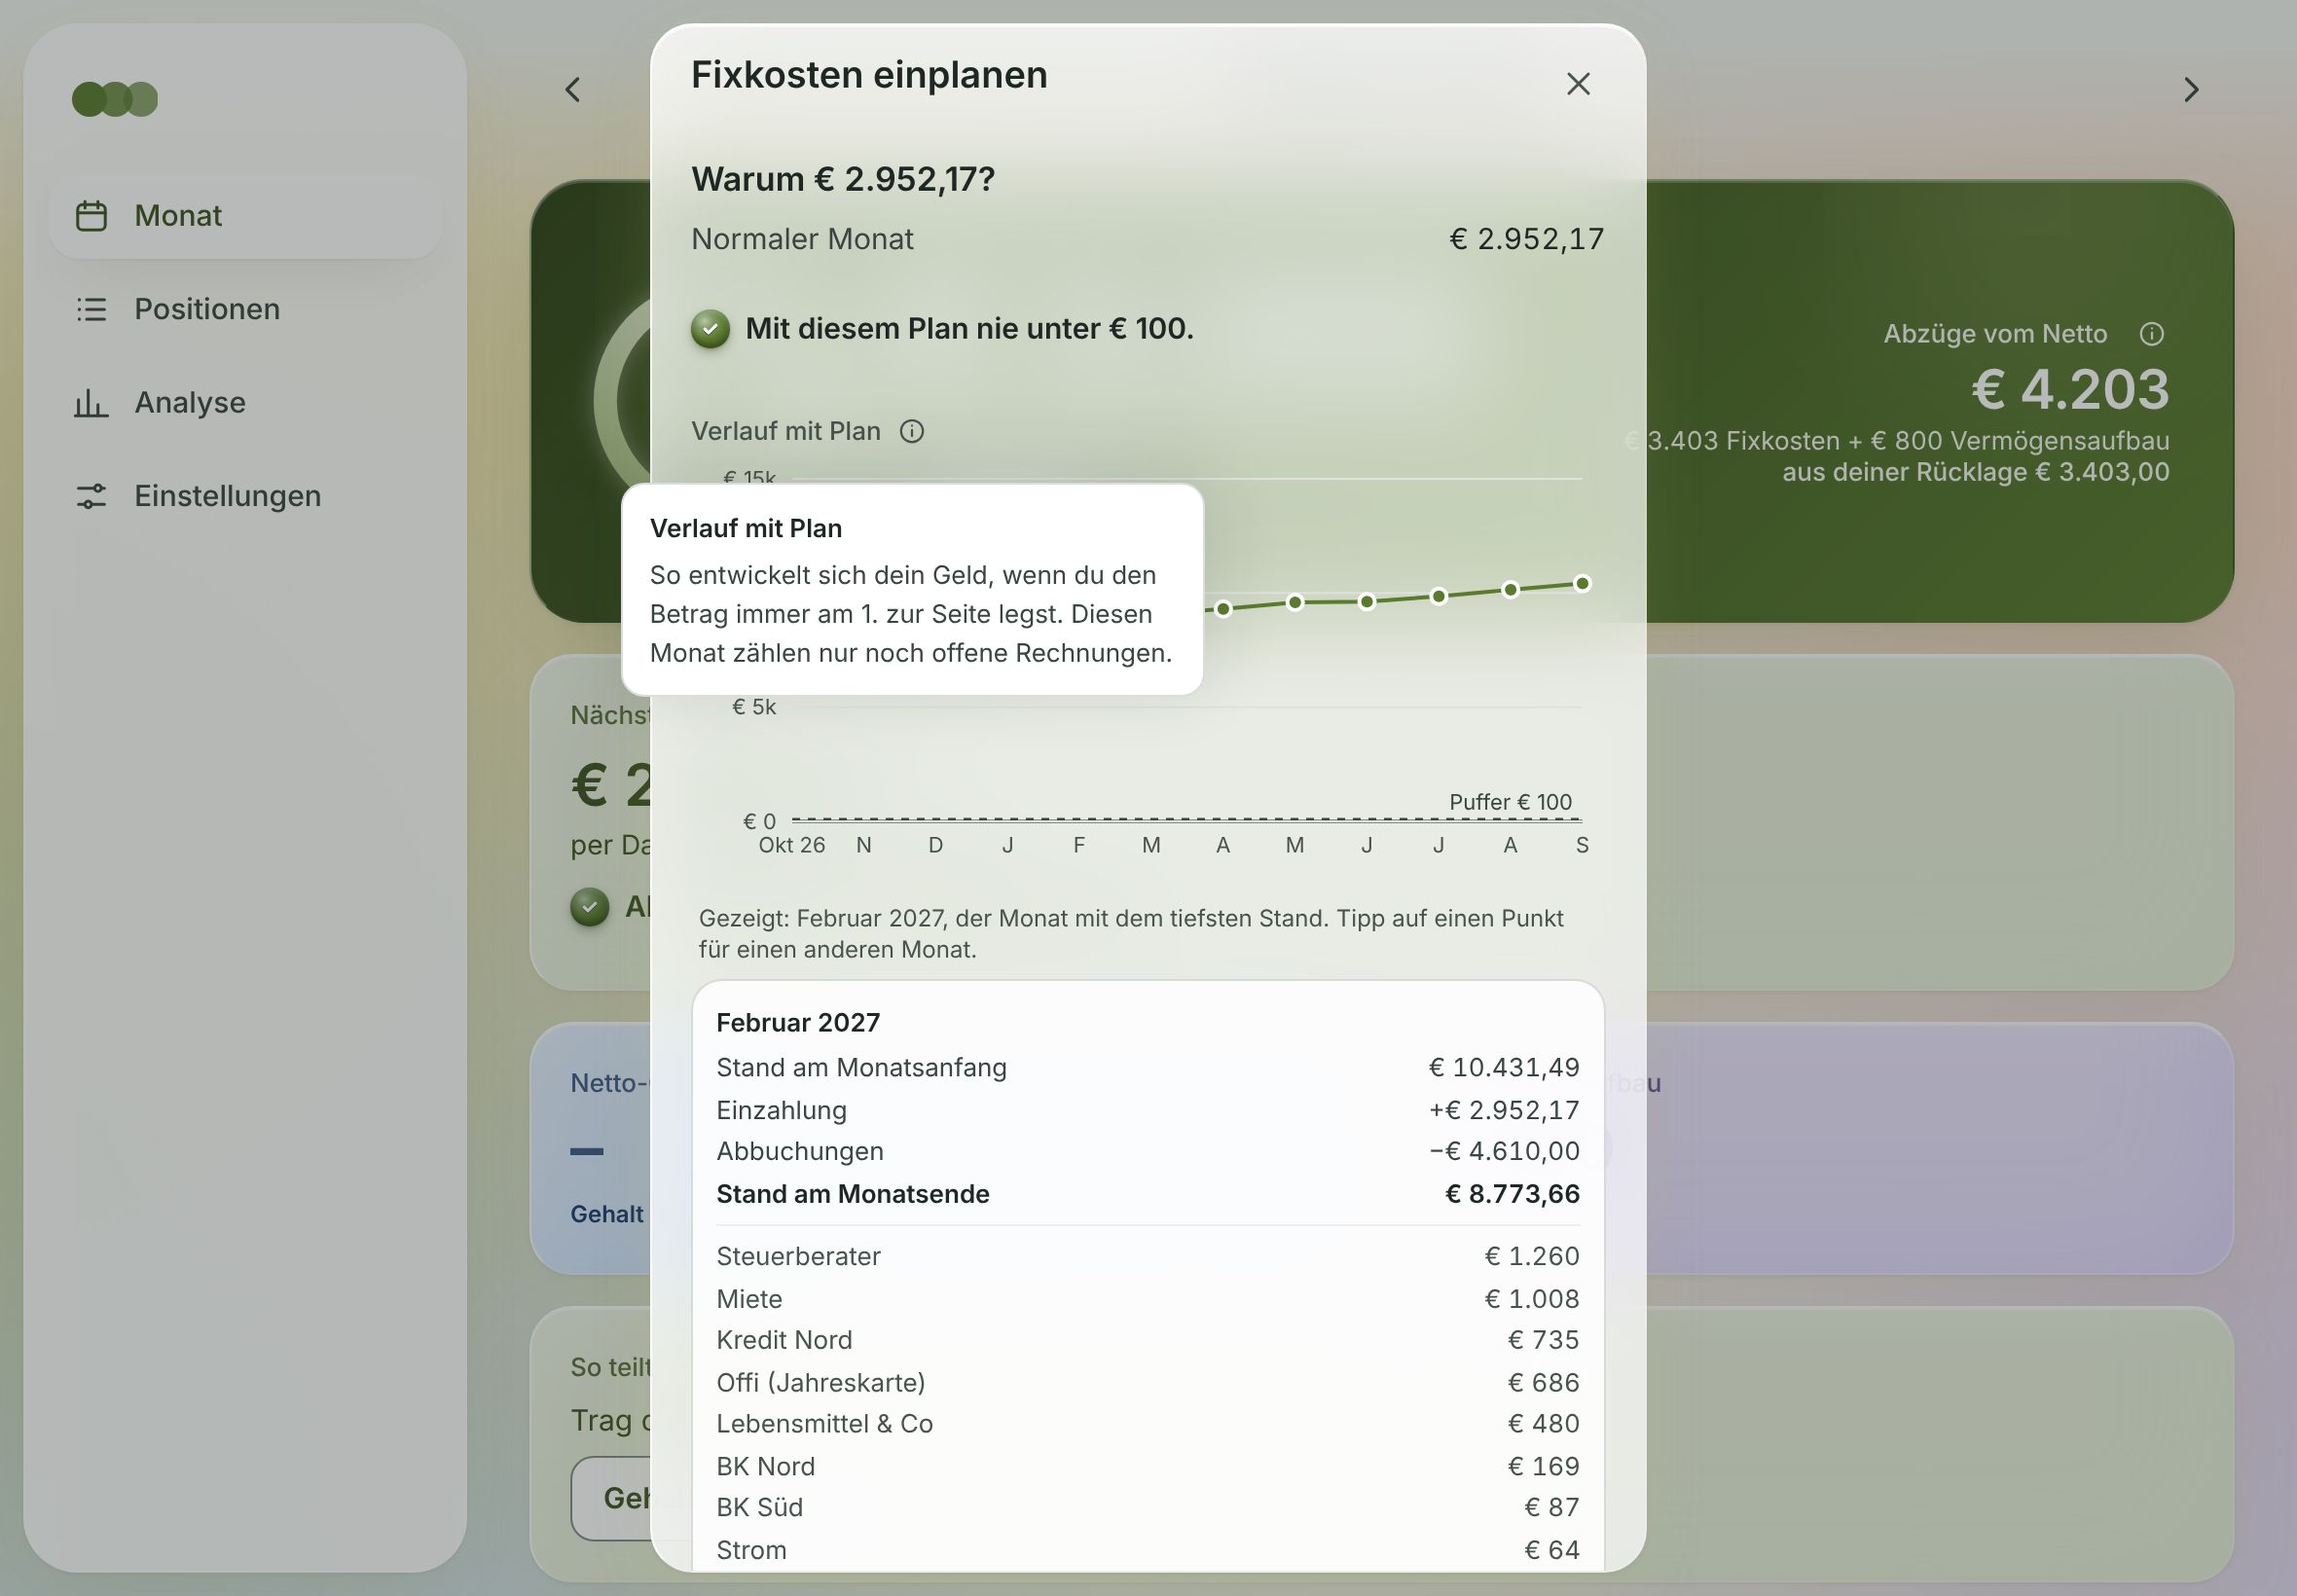 Monat
Positionen
Analyse
Einstellungen
Fixkosten einplanen
Warum € 2.952,17?
Normaler Monat € 2.952,17
Mit diesem Plan nie unter € 100.
Verlauf mit Plan
€ 15k
Verlauf mit Plan
So entwickelt sich dein Geld, wenn du den
Betrag immer am 1. zur Seite legst. Diesen
Monat zählen nur noch offene Rechnungen.
€ 5k
Puffer € 100
€ 0
Okt 26 N D J F M A M J J A S
Gezeigt: Februar 2027, der Monat mit dem tiefsten Stand. Tipp auf einen Punkt
für einen anderen Monat.
Februar 2027
Stand am Monatsanfang € 10.431,49
Einzahlung +€ 2.952,17
Abbuchungen −€ 4.610,00
Stand am Monatsende € 8.773,66
Steuerberater € 1.260
Miete € 1.008
Kredit Nord € 735
Offi (Jahreskarte) € 686
Lebensmittel & Co € 480
BK Nord € 169
BK Süd € 87
Strom € 64
Abzüge vom Netto
€ 4.203
€ 3.403 Fixkosten + € 800 Vermögensaufbau
aus deiner Rücklage € 3.403,00
€ 2
per
Netto-
–
Gehalt
So
Trag